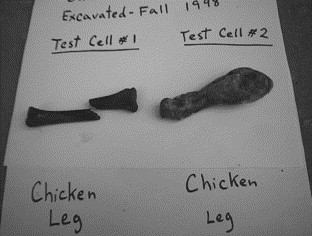 Excavated-Fall 1998
Test Cell #1
Test Cell #2
Chicken
Leg
Chicken
Leg